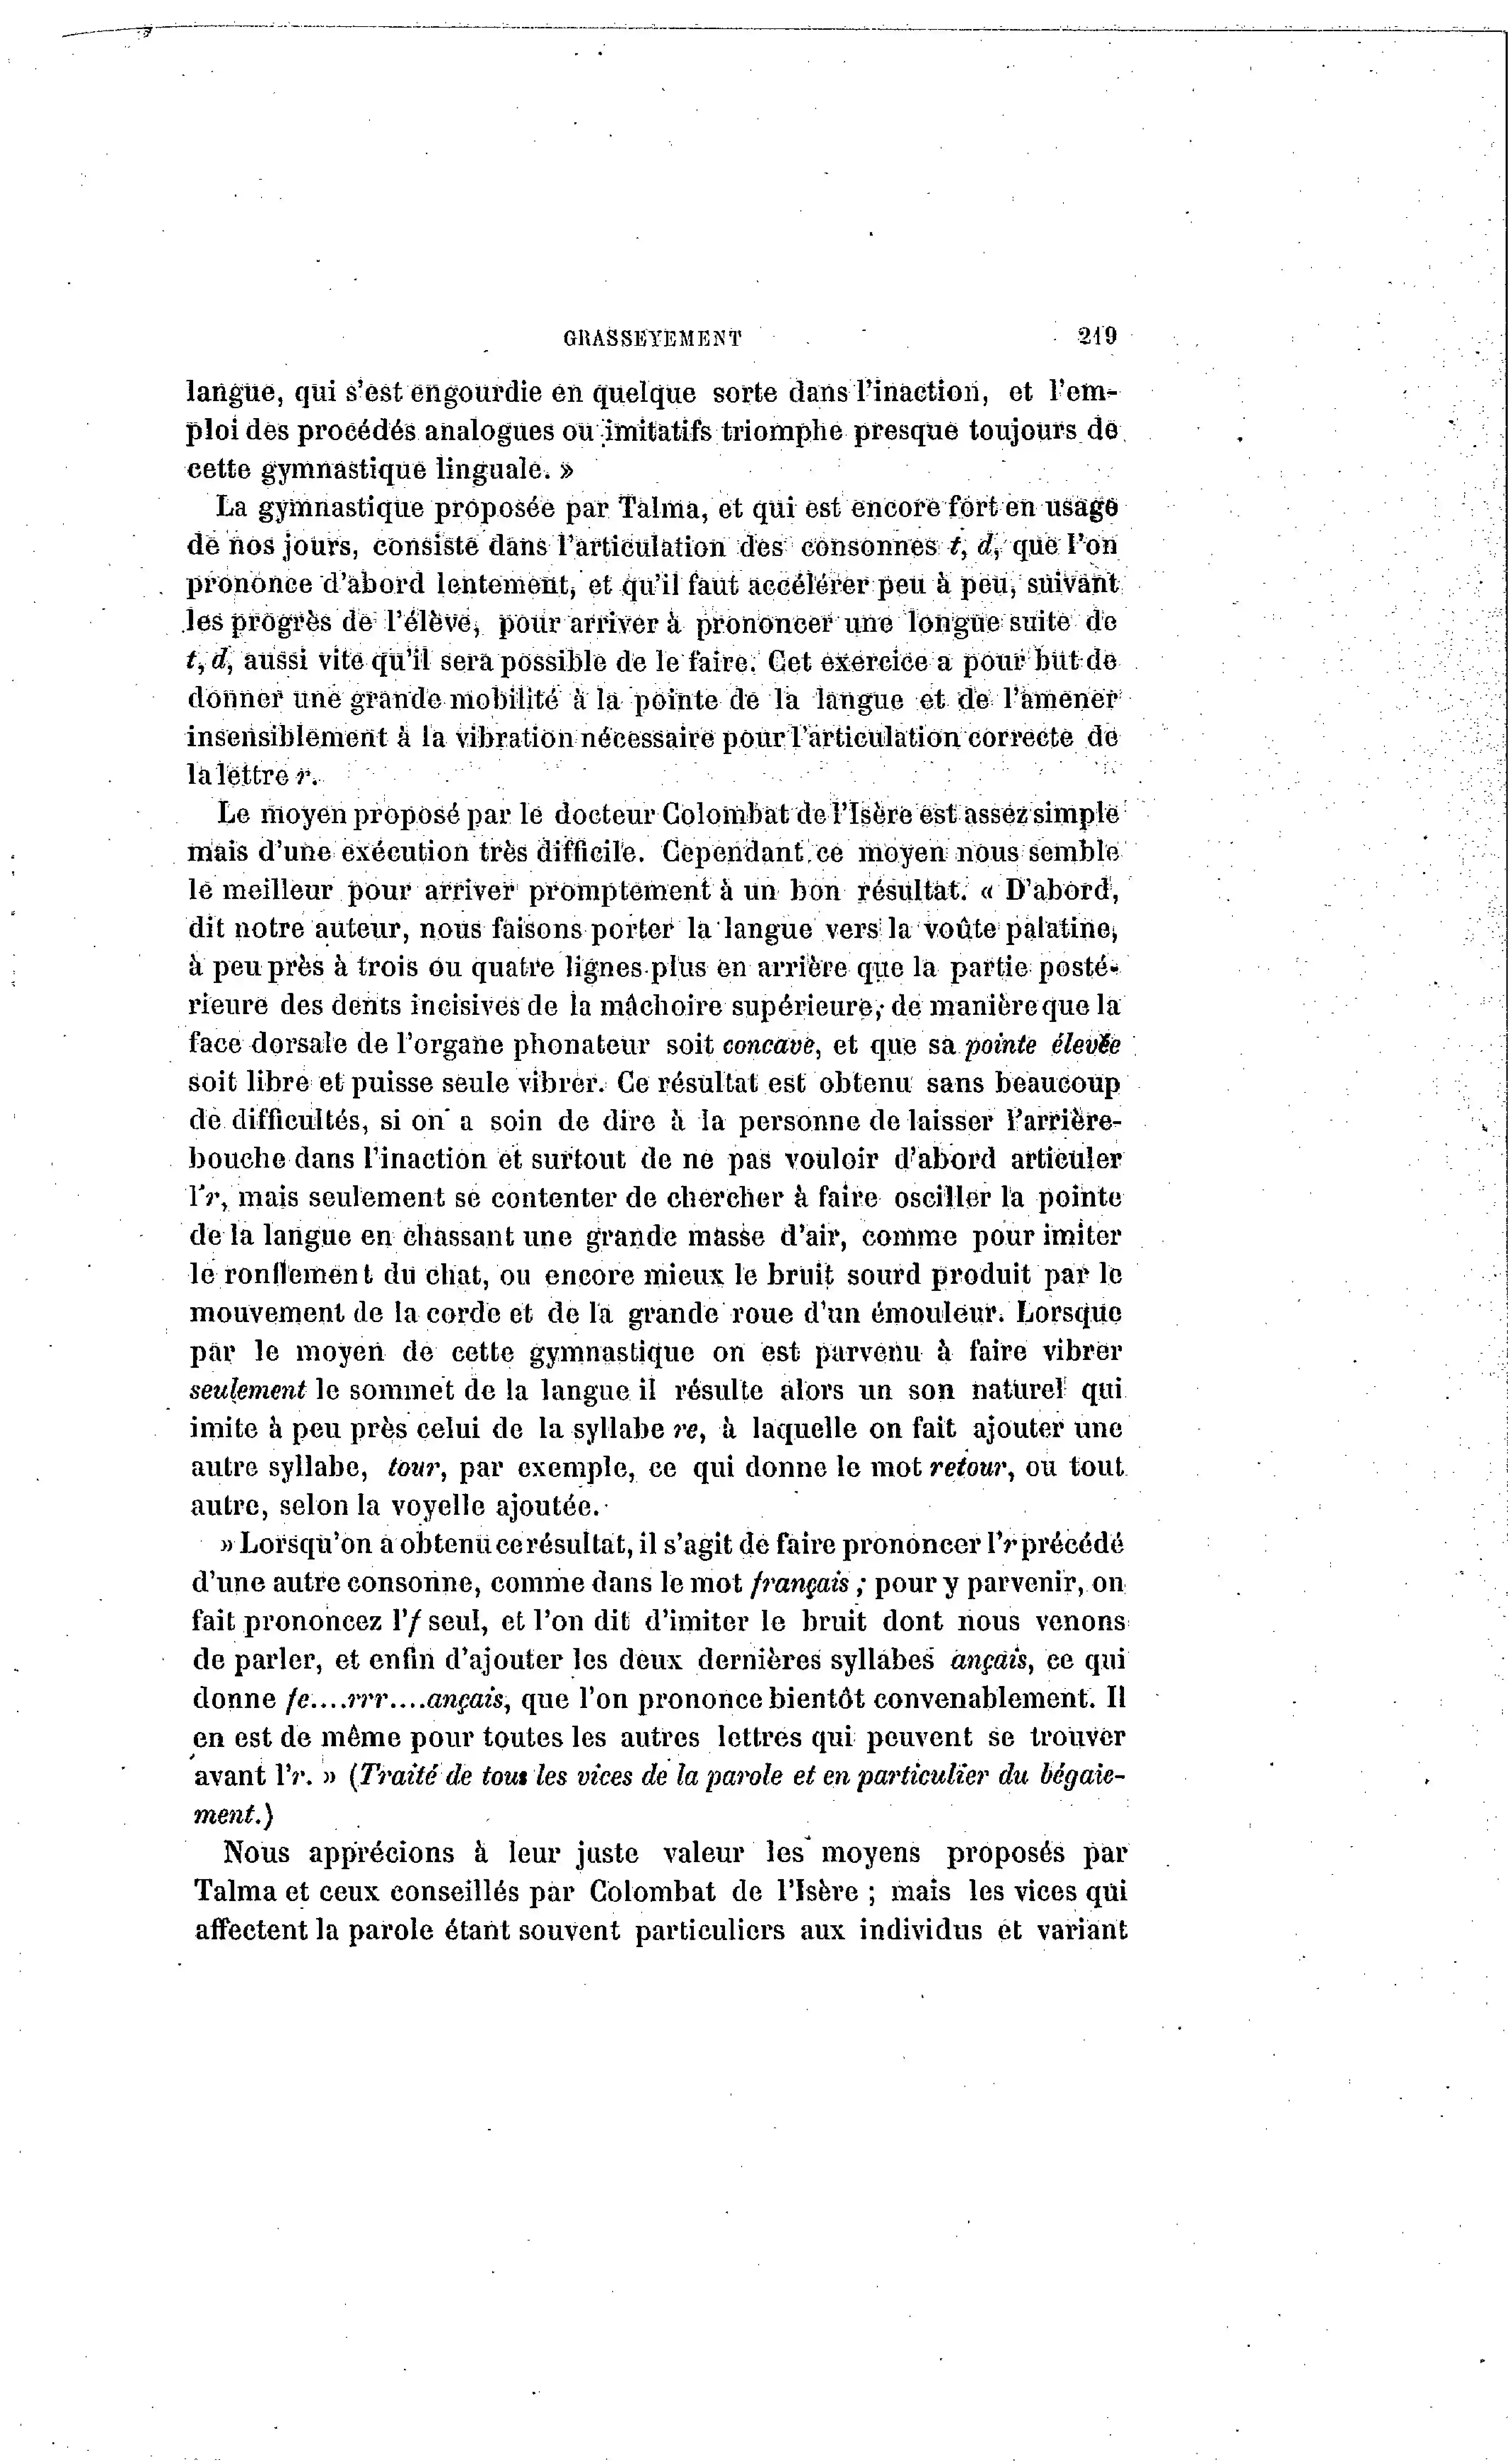 GRASSEYEMENT 219
langue, qui s'est engourdie en quelque sorte dans l'inaction, et l'em-
ploi des procédés analogues ou imitatifs triomphe presque toujours de
cette gymnastique linguale. »
La gymnastique proposée par Talma, et qui est encore fort en usage
de nos jours, consiste dans l'articulation des consonnes t, d, que l'on
prononce d'abord lentement, et qu'il faut accélérer peu à peu, suivant
les progrès de l'élève, pour arriver à prononcer une longue suite de
t, d, aussi vite qu'il sera possible de le faire. Cet exercice a pour but de
donner une grande mobilité à la pointe de la langue et de l'amener
insensiblement à la vibration nécessaire pour l'articulation correcte de
la lettre r.
Le moyen proposé par le docteur Colombat de l'Isère est assez simple
mais d'une exécution très difficile. Cependant ce moyen nous semble
le meilleur pour arriver promptement à un bon résultat. « D'abord,
dit notre auteur, nous faisons porter la langue vers la voûte palatine,
à peu près à trois ou quatre lignes plus en arrière que la partie posté-
rieure des dents incisives de la mâchoire supérieure, de manière que la
face dorsale de l'organe phonateur soit concave, et que sa pointe élevée
soit libre et puisse seule vibrer. Ce résultat est obtenu sans beaucoup
de difficultés, si on a soin de dire à la personne de laisser l'arrière-
bouche dans l'inaction et surtout de ne pas vouloir d'abord articuler
l'r, mais seulement se contenter de chercher à faire osciller la pointe
de la langue en chassant une grande masse d'air, comme pour imiter
le ronflement du chat, ou encore mieux le bruit sourd produit par le
mouvement de la corde et de la grande roue d'un émouleur. Lorsque
par le moyen de cette gymnastique on est parvenu à faire vibrer
seulement le sommet de la langue il résulte alors un son naturel qui
imite à peu près celui de la syllabe re, à laquelle on fait ajouter une
autre syllabe, tour, par exemple, ce qui donne le mot retour, ou tout
autre, selon la voyelle ajoutée.
» Lorsqu'on a obtenu ce résultat, il s'agit de faire prononcer l'r précédé
d'une autre consonne, comme dans le mot français ; pour y parvenir, on
fait prononcez l'f seul, et l'on dit d'imiter le bruit dont nous venons
de parler, et enfin d'ajouter les deux dernières syllabes ançais, ce qui
donne fe....rrr....ançais, que l'on prononce bientôt convenablement. Il
en est de même pour toutes les autres lettres qui peuvent se trouver
avant l'r. » (Traité de tous les vices de la parole et en particulier du bégaie-
ment.)
Nous apprécions à leur juste valeur les moyens proposés par
Talma et ceux conseillés par Colombat de l'Isère ; mais les vices qui
affectent la parole étant souvent particuliers aux individus et variant